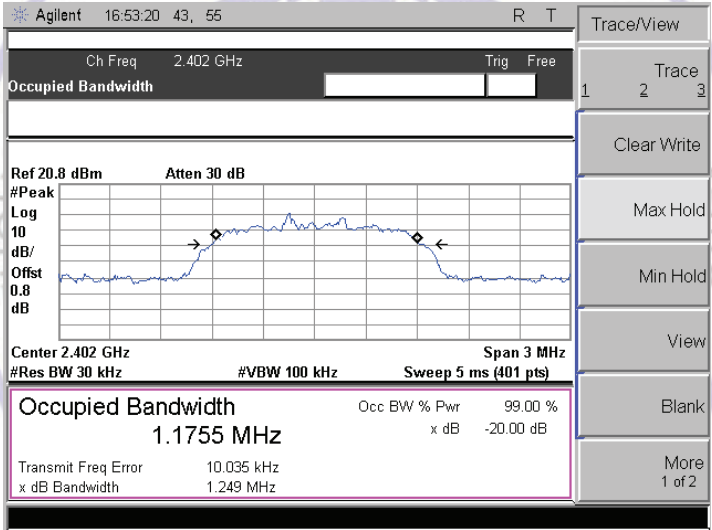 Agilent 16:53:20 43, 55 R T
Trace/View
Ch Freq 2.402 GHz Trig Free
Occupied Bandwidth
Trace
1 2 3
Clear Write
Max Hold
Min Hold
View
Blank
More
1 of 2
Ref 20.8 dBm Atten 30 dB
#Peak
Log
10
dB/
Offst
0.8
dB
Center 2.402 GHz Span 3 MHz
#Res BW 30 kHz #VBW 100 kHz Sweep 5 ms (401 pts)
Occupied Bandwidth Occ BW % Pwr 99.00 %
1.1755 MHz x dB -20.00 dB
Transmit Freq Error 10.035 kHz
x dB Bandwidth 1.249 MHz